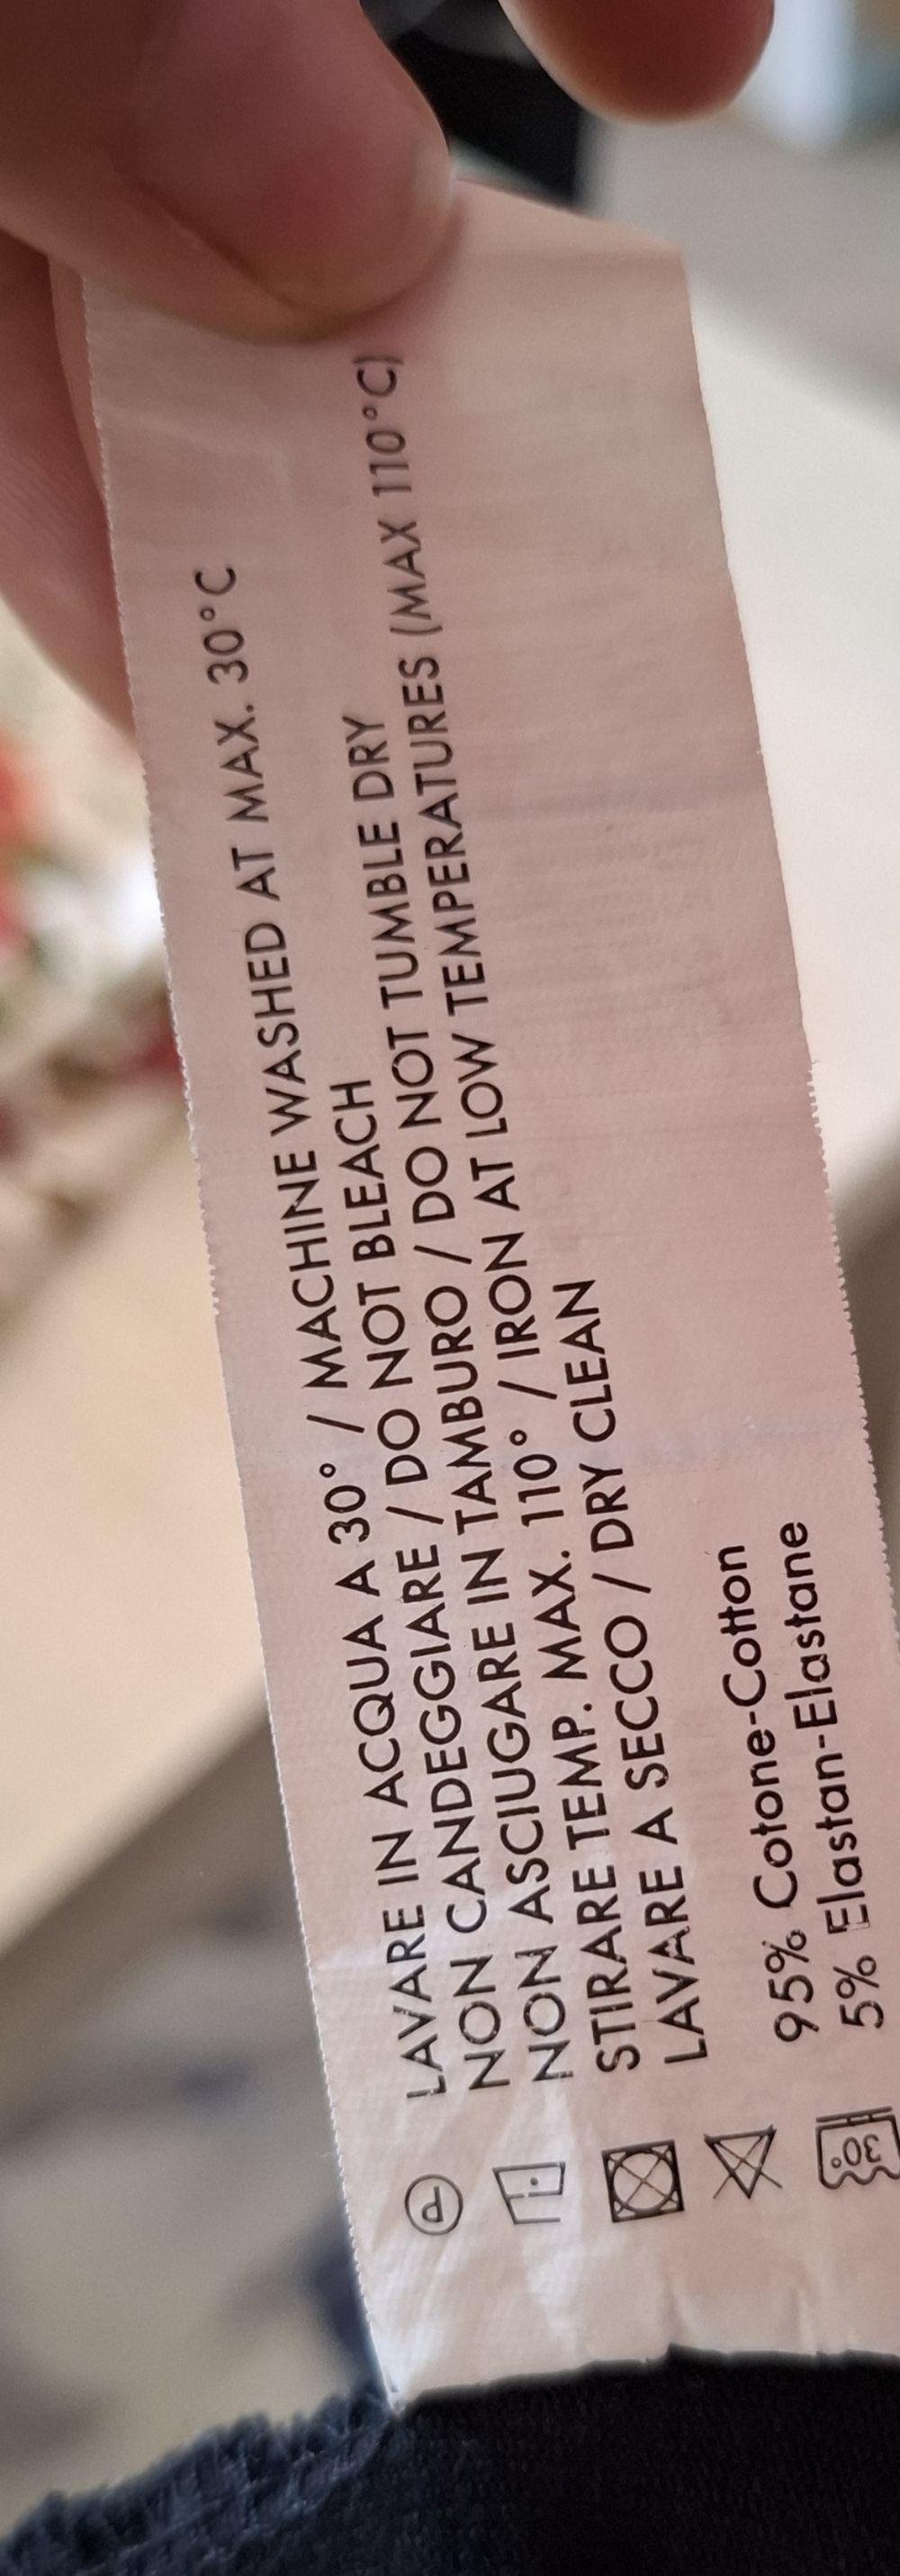 LAVARE IN ACQUA A 30° / MACHINE WASHED AT MAX. 30°C
NON CANDEGGIARE / DO NOT BLEACH
NON ASCIUGARE IN TAMBURO / DO NOT TUMBLE DRY
STIRARE TEMP. MAX. 110° / IRON AT LOW TEMPERATURES (MAX 110°C)
LAVARE A SECCO / DRY CLEAN
95% Cotone-Cotton
5% Elastan-Elastane
P
30°